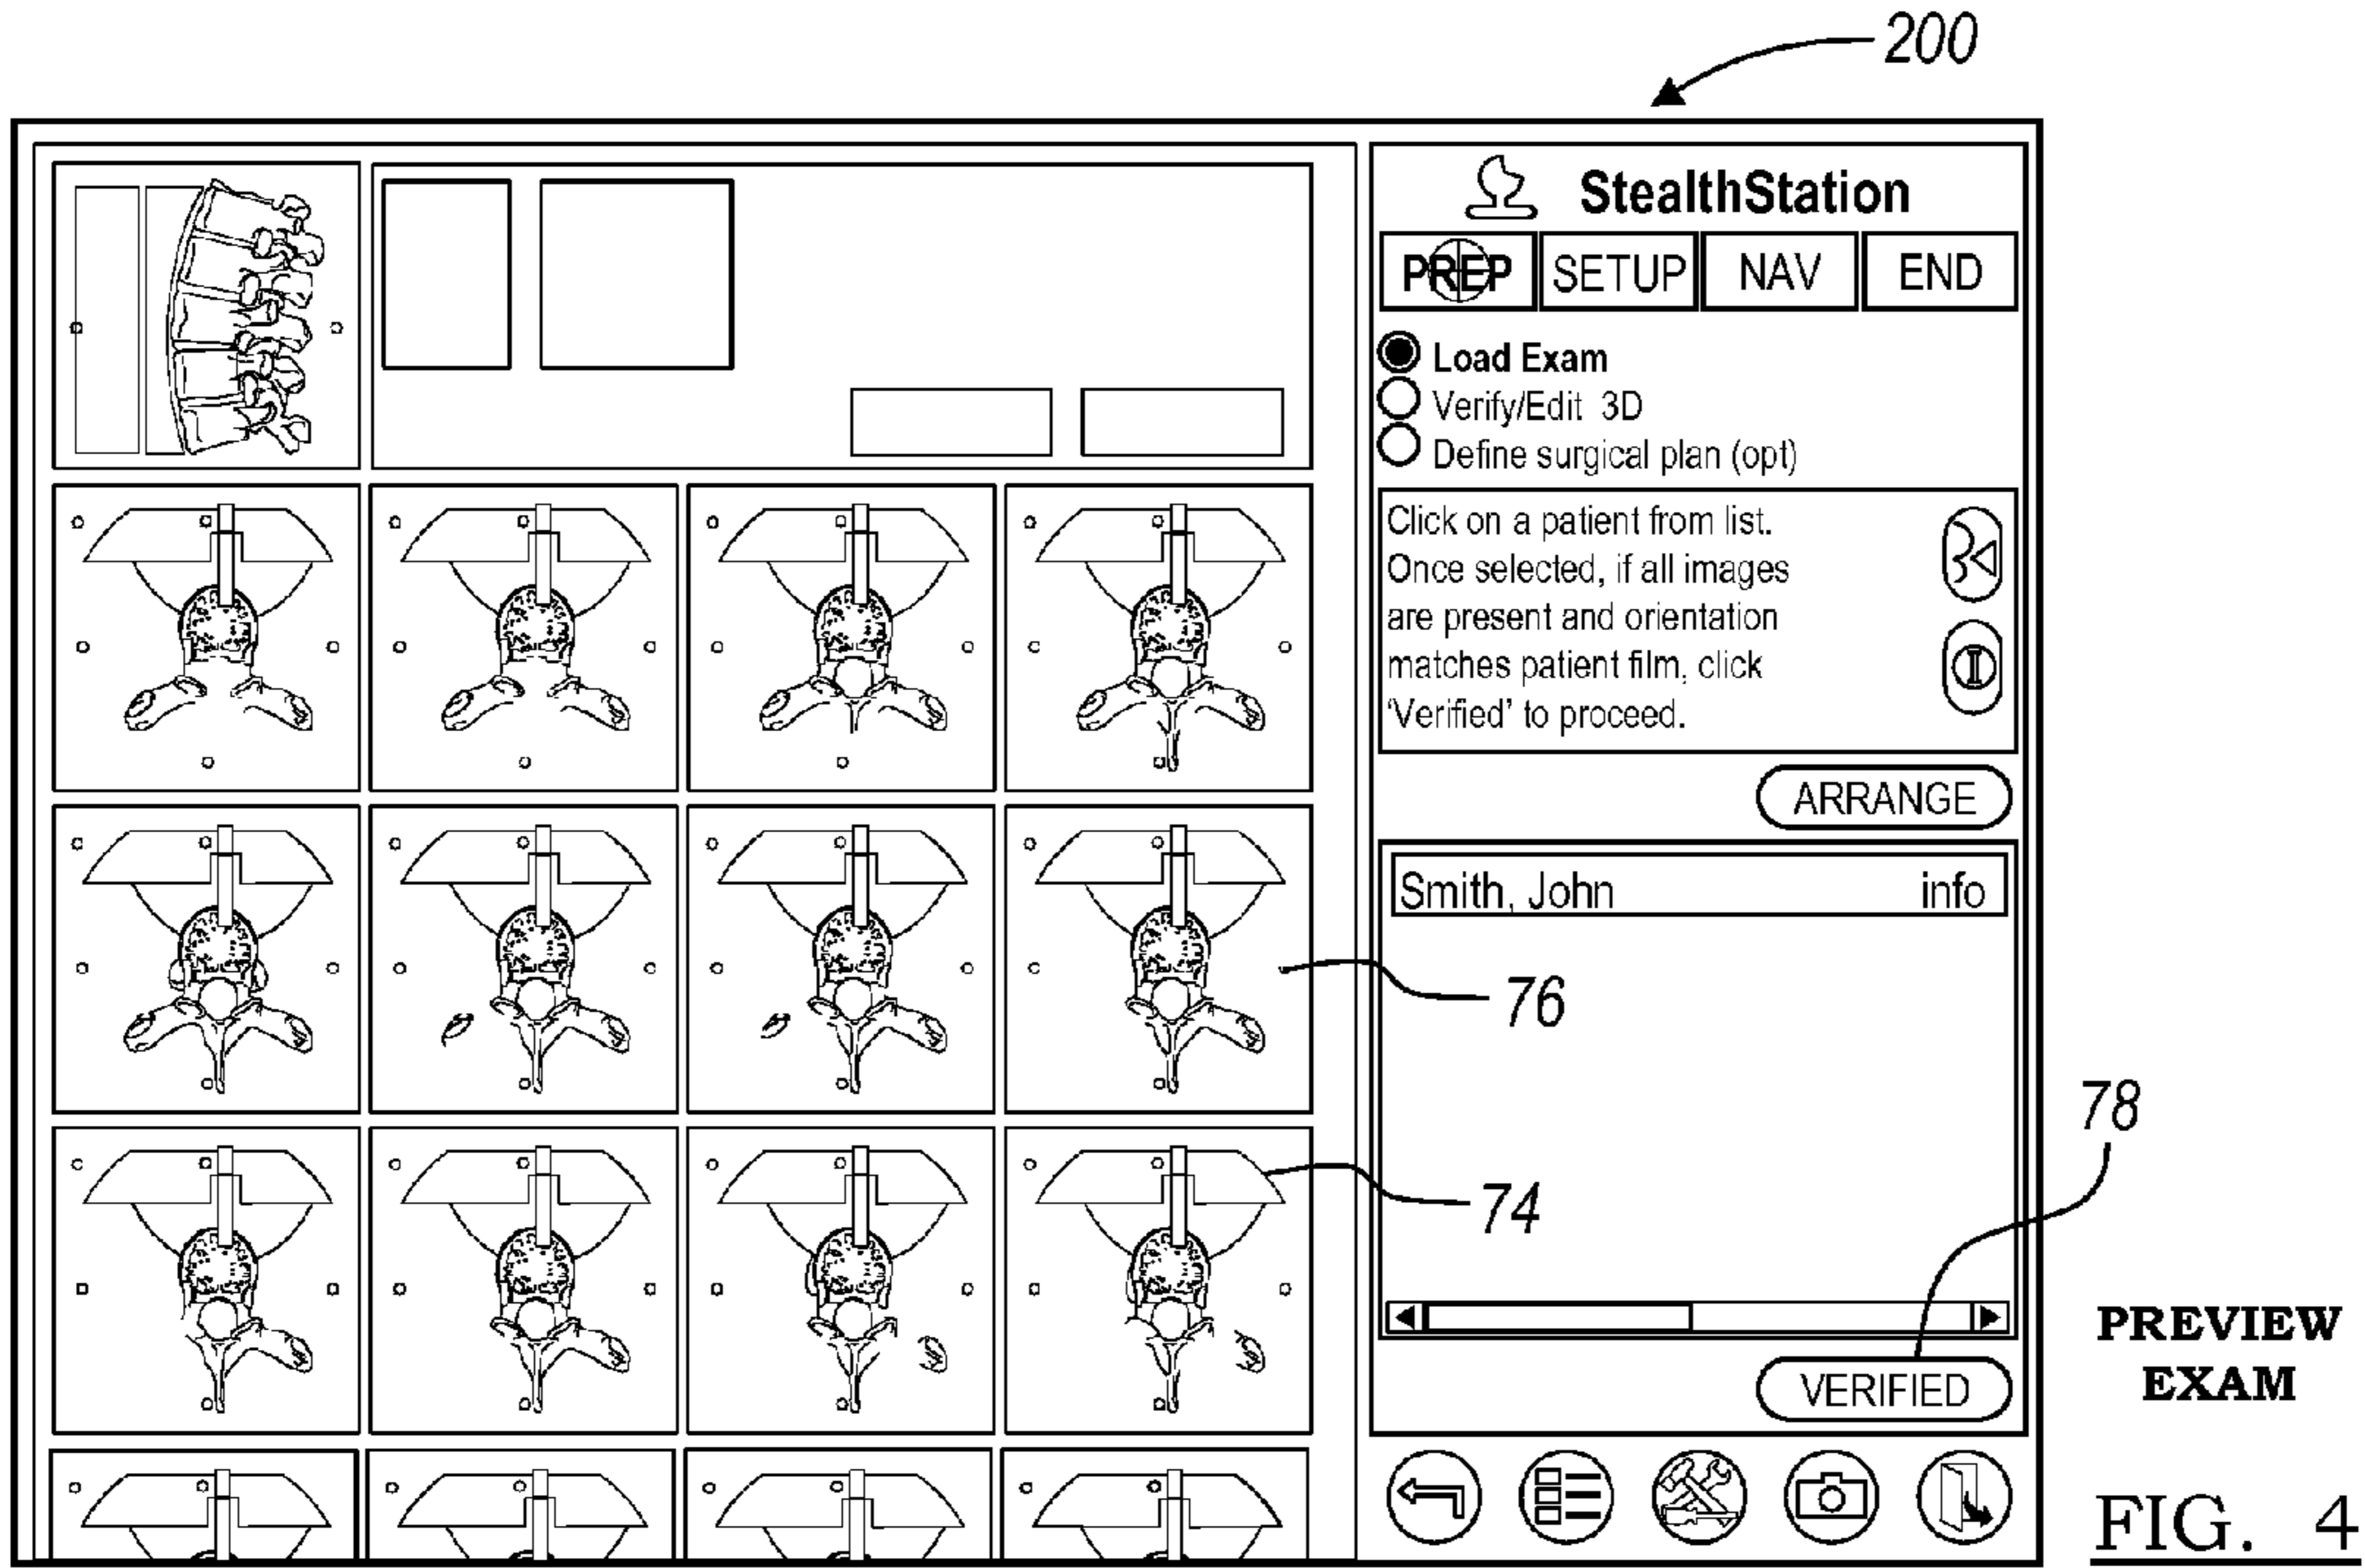 200
StealthStation
PREP SETUP NAV END
Load Exam
Verify/Edit 3D
Define surgical plan (opt)
Click on a patient from list.
Once selected, if all images
are present and orientation
matches patient film, click
‘Verified’ to proceed.
ARRANGE
Smith, John info
76
78
74
VERIFIED
PREVIEW
EXAM
FIG. 4